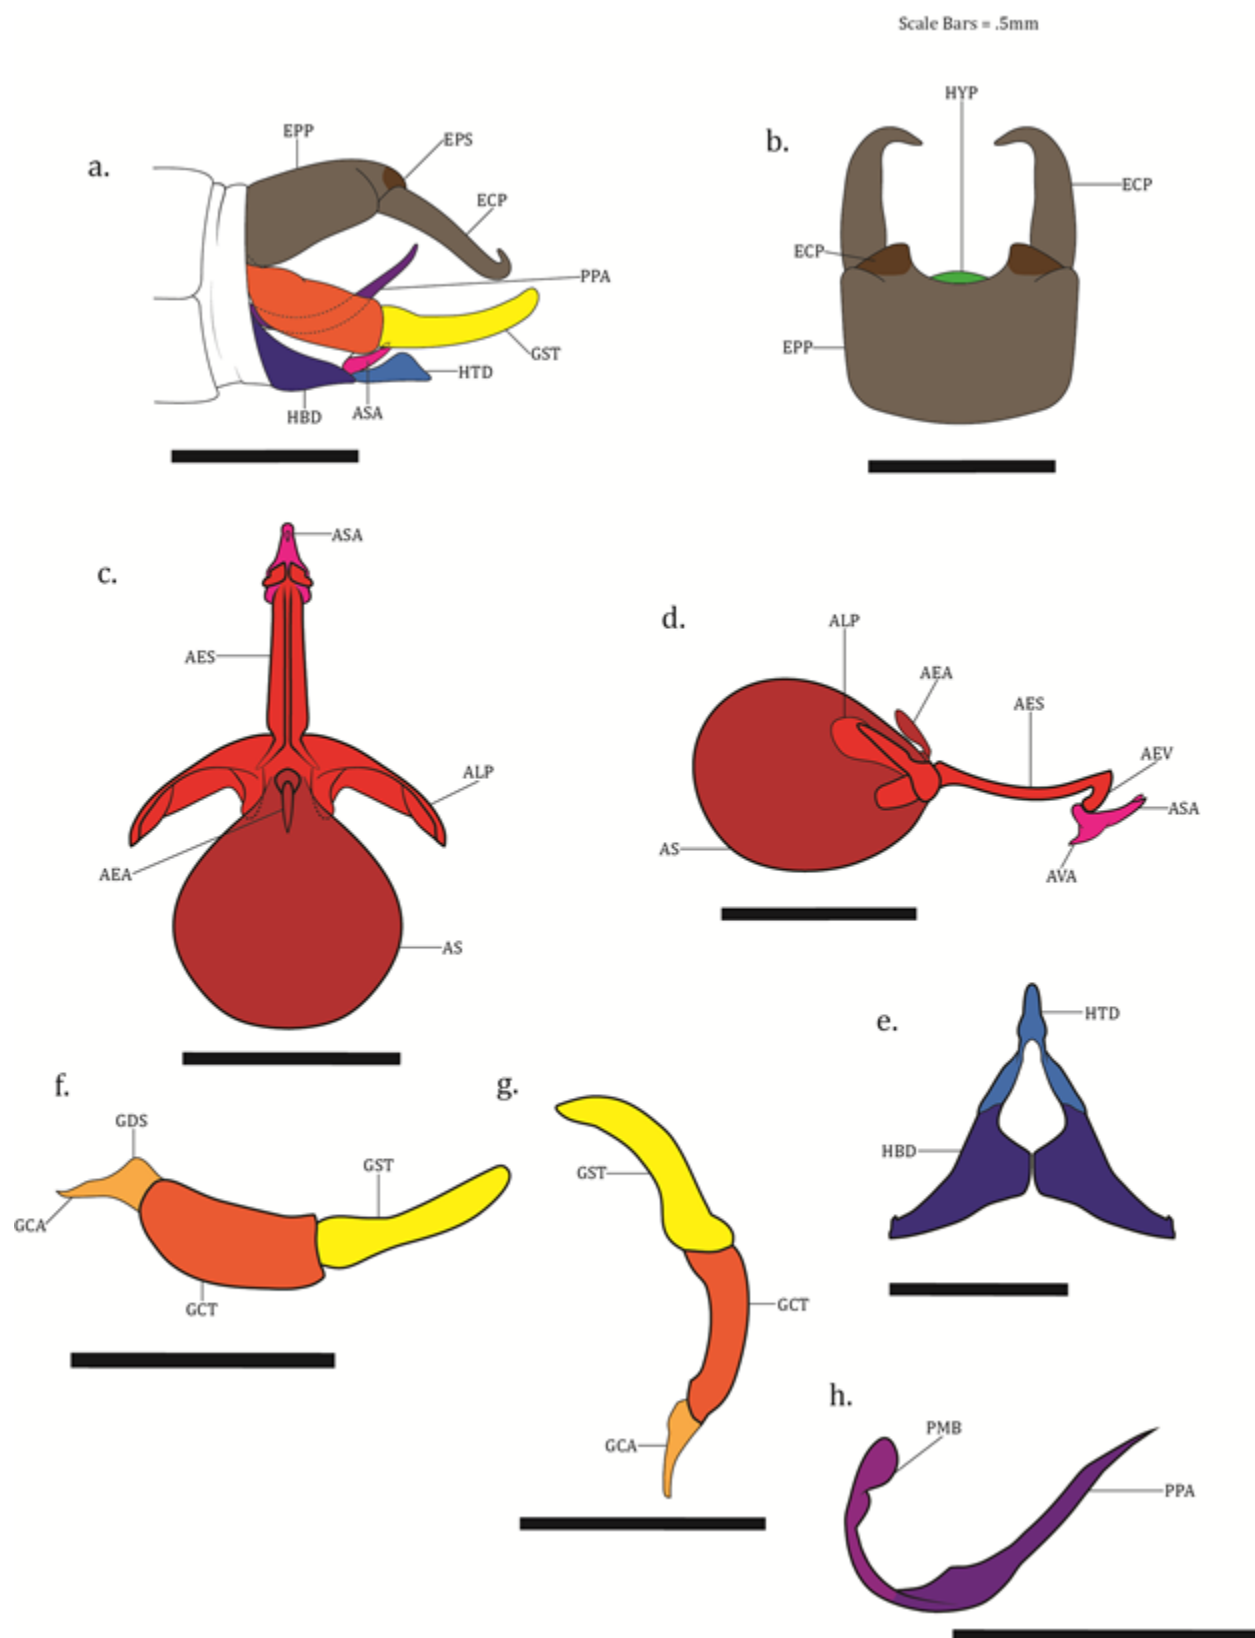 Scale Bars = .5mm
a.
EPP
EPS
ECP
PPA
GST
HTD
ASA
HBD
b.
HYP
ECP
ECP
EPP
c.
ASA
AES
ALP
AEA
AS
d.
ALP
AEA
AES
AEV
ASA
AVA
AS
e.
HTD
HBD
f.
GDS
GST
GCA
GCT
g.
GST
GCT
GCA
h.
PMB
PPA